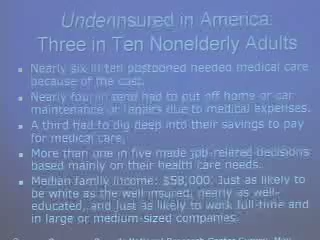 Underinsured in America:
Three in Ten Nonelderly Adults
Nearly six in ten postponed needed medical care
because of the cost.
Nearly four in had to put off home or car
maintenance or repairs due to medical expenses.
A third had to dig deep into their savings to pay
for medical care.
More than one in five made job-related decisions
based mainly on their health care needs.
Median family income: $58,000. Just as likely to
be white as the well insured, nearly as well-
educated, and just as likely to work full-time and
in large or medium-sized companies.
National Research Center Survey, May